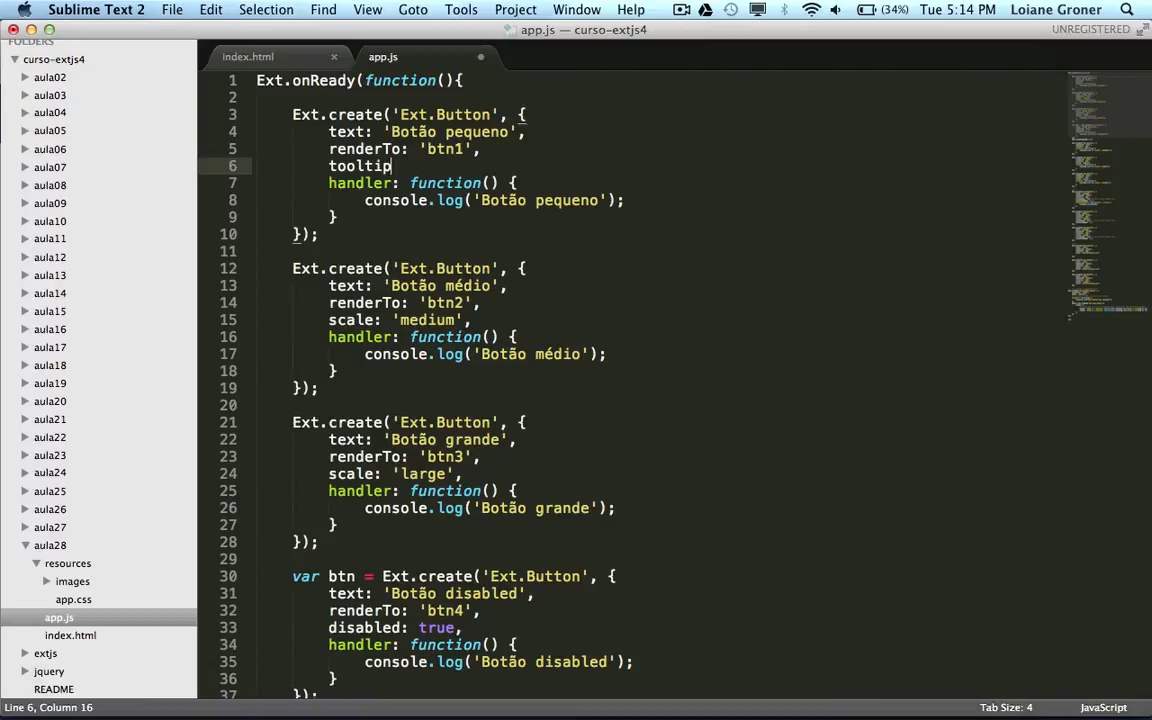 Sublime Text 2 File Edit Selection Find View Goto Tools Project Window Help (34%) Tue 5:14 PM Loiane Groner
app.js — curso-extjs4 UNREGISTERED
FOLDERS
curso-extjs4
aula02
aula03
aula04
aula05
aula06
aula07
aula08
aula09
aula10
aula11
aula12
aula13
aula14
aula15
aula16
aula17
aula18
aula19
aula20
aula21
aula22
aula23
aula24
aula25
aula26
aula27
aula28
resources
images
app.css
app.js
index.html
extjs
jquery
README
index.html × app.js
1 Ext.onReady(function(){
2
3 Ext.create('Ext.Button', {
4 text: 'Botão pequeno',
5 renderTo: 'btn1',
6 tooltip
7 handler: function() {
8 console.log('Botão pequeno');
9 }
10 });
11
12 Ext.create('Ext.Button', {
13 text: 'Botão médio',
14 renderTo: 'btn2',
15 scale: 'medium',
16 handler: function() {
17 console.log('Botão médio');
18 }
19 });
20
21 Ext.create('Ext.Button', {
22 text: 'Botão grande',
23 renderTo: 'btn3',
24 scale: 'large',
25 handler: function() {
26 console.log('Botão grande');
27 }
28 });
29
30 var btn = Ext.create('Ext.Button', {
31 text: 'Botão disabled',
32 renderTo: 'btn4',
33 disabled: true,
34 handler: function() {
35 console.log('Botão disabled');
36 }
37 });
Line 6, Column 16 Tab Size: 4 JavaScript